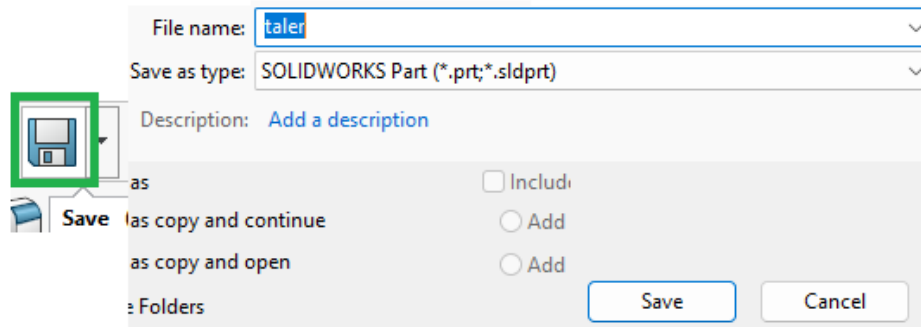 File name: taler
Save as type: SOLIDWORKS Part (*.prt;*.sldprt)
Description: Add a description
as Include
Save as copy and continue Add
as copy and open Add
Folders Save Cancel